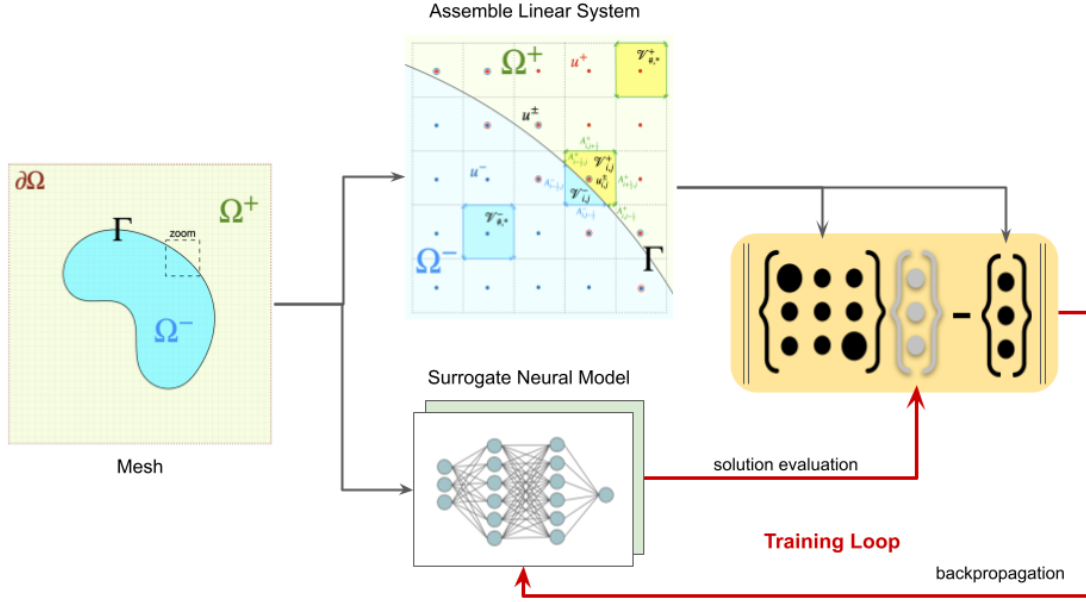 Assemble Linear System
Ω⁺
u⁺
𝒱⁺
u^±
u⁻
𝒱⁺_{i,j}
u^±_{i,j}
𝒱⁻_{i,j}
𝒱⁻
Ω⁻
Γ
∂Ω
Ω⁺
Γ
zoom
Ω⁻
Mesh
Surrogate Neural Model
solution evaluation
Training Loop
backpropagation